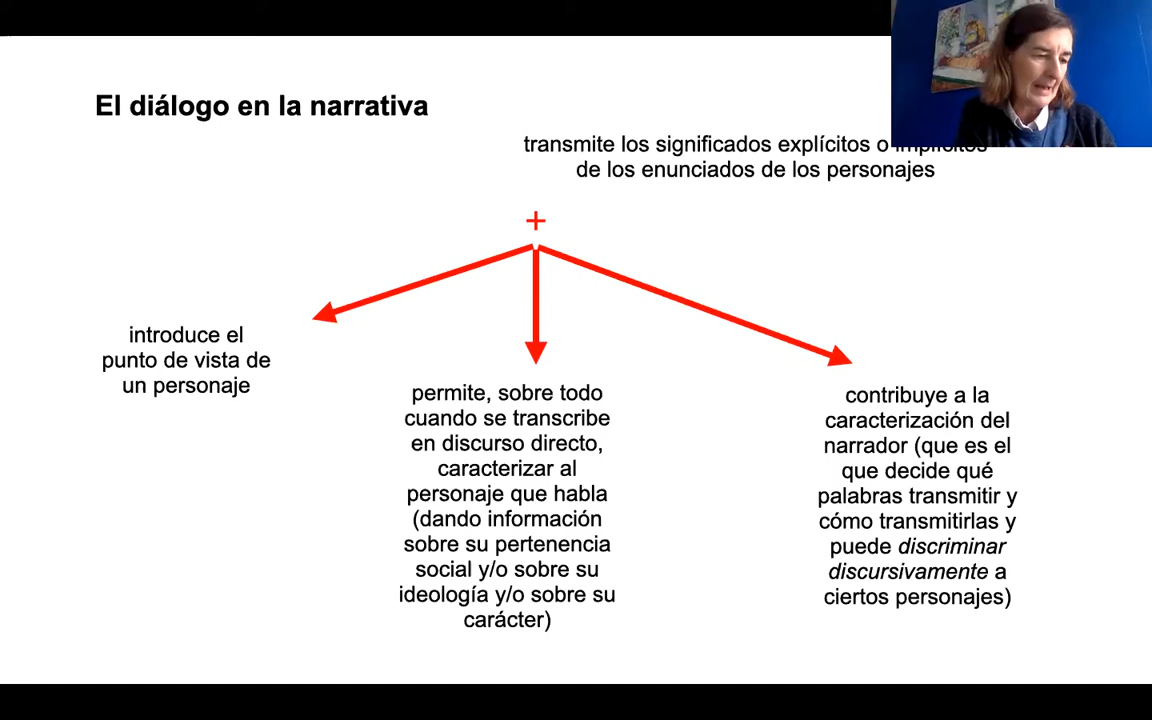 El diálogo en la narrativa
transmite los significados explícitos o implícitos
de los enunciados de los personajes
+
introduce el
punto de vista de
un personaje
permite, sobre todo
cuando se transcribe
en discurso directo,
caracterizar al
personaje que habla
(dando información
sobre su pertenencia
social y/o sobre su
ideología y/o sobre su
carácter)
contribuye a la
caracterización del
narrador (que es el
que decide qué
palabras transmitir y
cómo transmitirlas y
puede discriminar
discursivamente a
ciertos personajes)